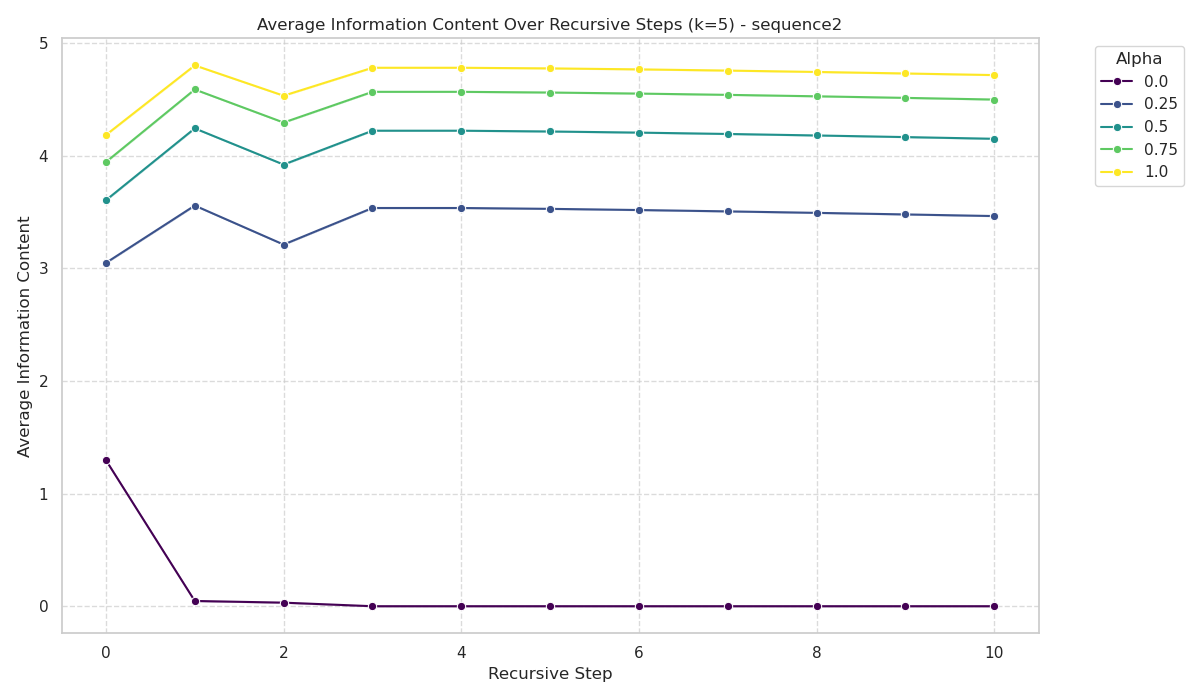 Average Information Content Over Recursive Steps (k=5) - sequence2
Average Information Content
5
4
3
2
1
0
0 2 4 6 8 10
Recursive Step
Alpha
0.0
0.25
0.5
0.75
1.0